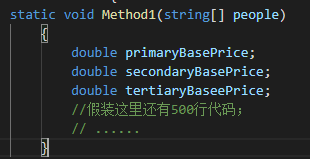 static void Method1(string[] people)
{
double primaryBasePrice;
double secondaryBasePrice;
double tertiaryBaseePrice;
//假装这里还有500行代码；
// ......
}